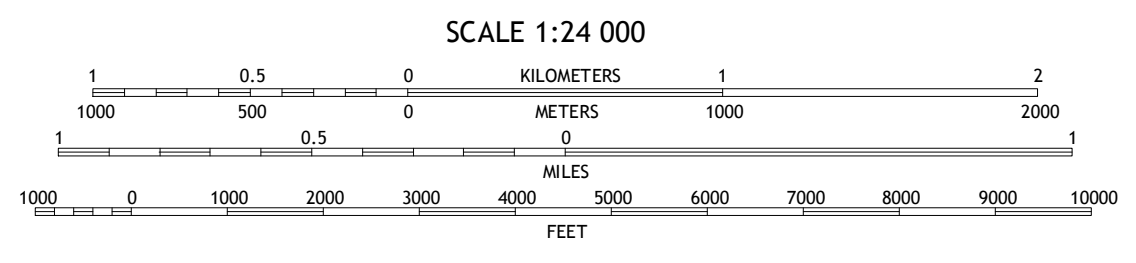 SCALE 1:24 000
1 0.5 0 KILOMETERS 1 2
1000 500 0 METERS 1000 2000
1 0.5 0 1
MILES
1000 0 1000 2000 3000 4000 5000 6000 7000 8000 9000 10000
FEET